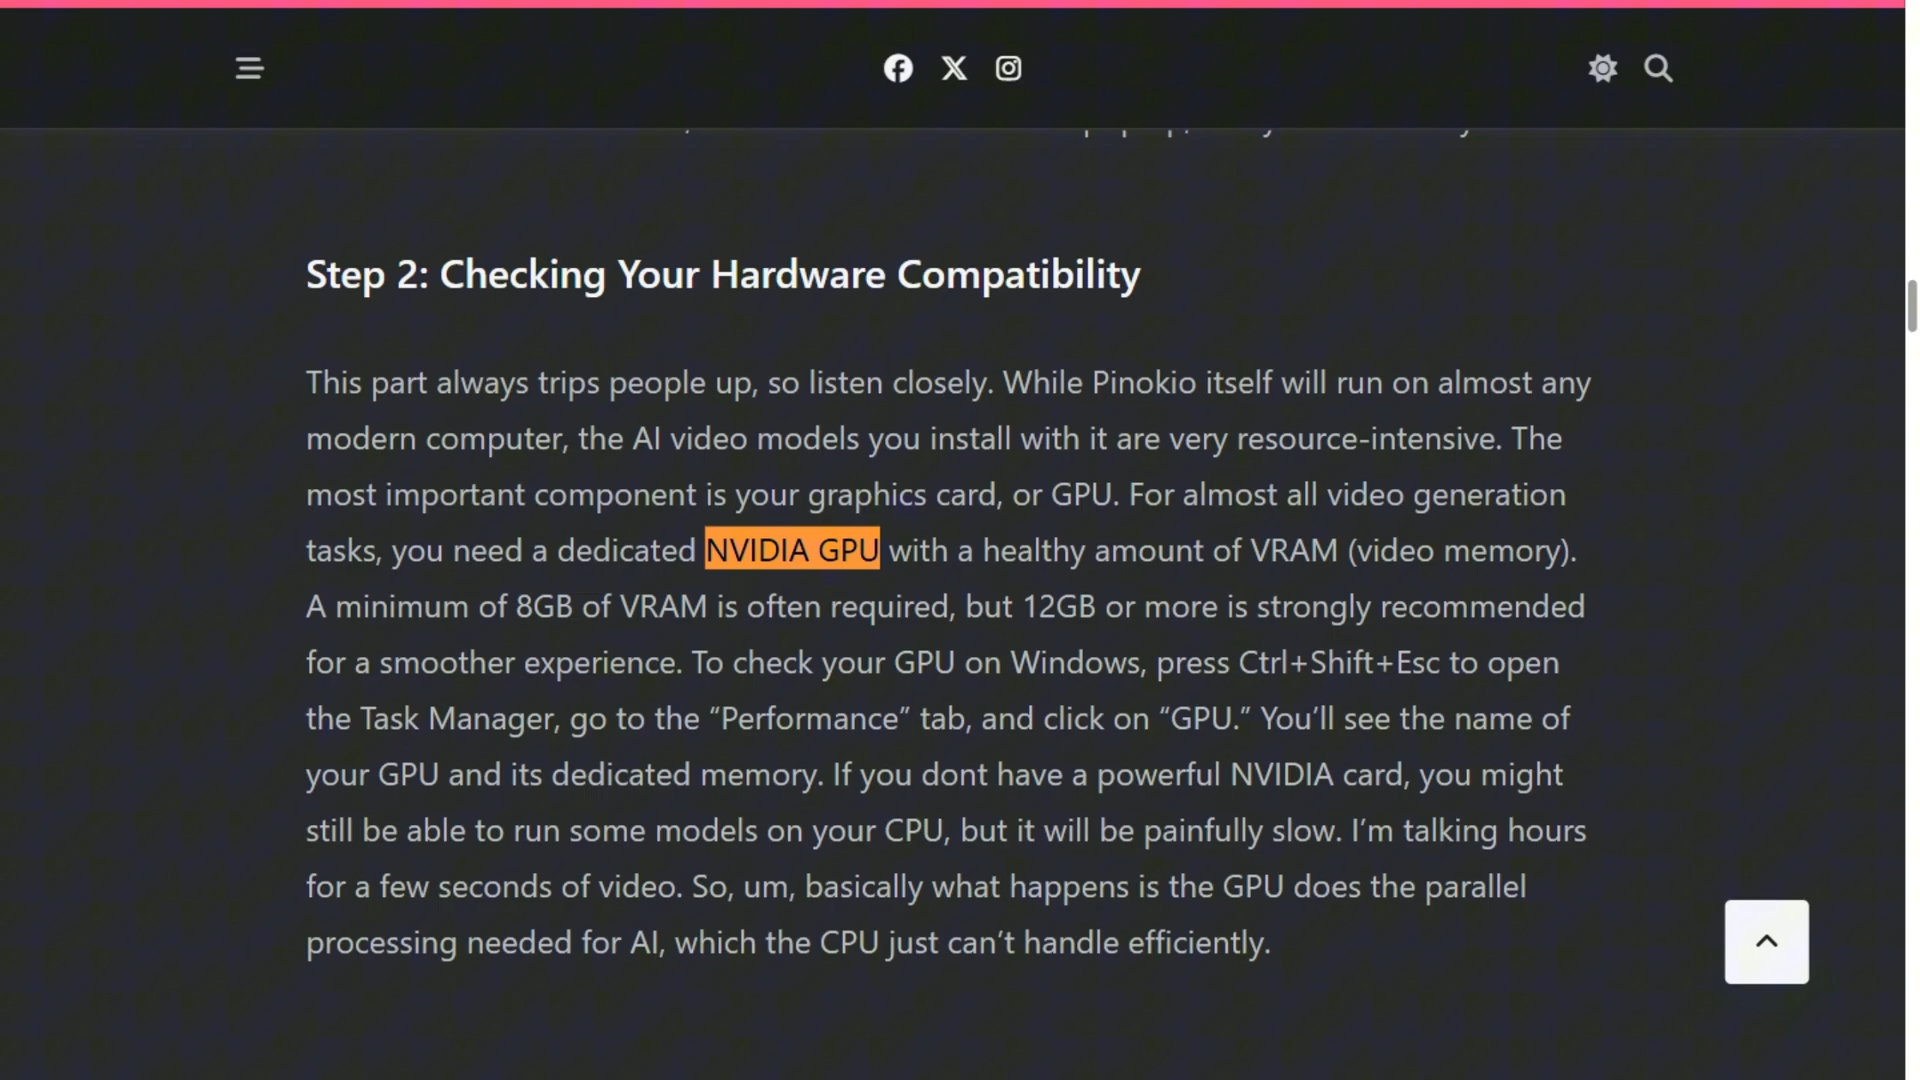 Step 2: Checking Your Hardware Compatibility
This part always trips people up, so listen closely. While Pinokio itself will run on almost any
modern computer, the AI video models you install with it are very resource-intensive. The
most important component is your graphics card, or GPU. For almost all video generation
tasks, you need a dedicated NVIDIA GPU with a healthy amount of VRAM (video memory).
A minimum of 8GB of VRAM is often required, but 12GB or more is strongly recommended
for a smoother experience. To check your GPU on Windows, press Ctrl+Shift+Esc to open
the Task Manager, go to the “Performance” tab, and click on “GPU.” You’ll see the name of
your GPU and its dedicated memory. If you dont have a powerful NVIDIA card, you might
still be able to run some models on your CPU, but it will be painfully slow. I’m talking hours
for a few seconds of video. So, um, basically what happens is the GPU does the parallel
processing needed for AI, which the CPU just can’t handle efficiently.